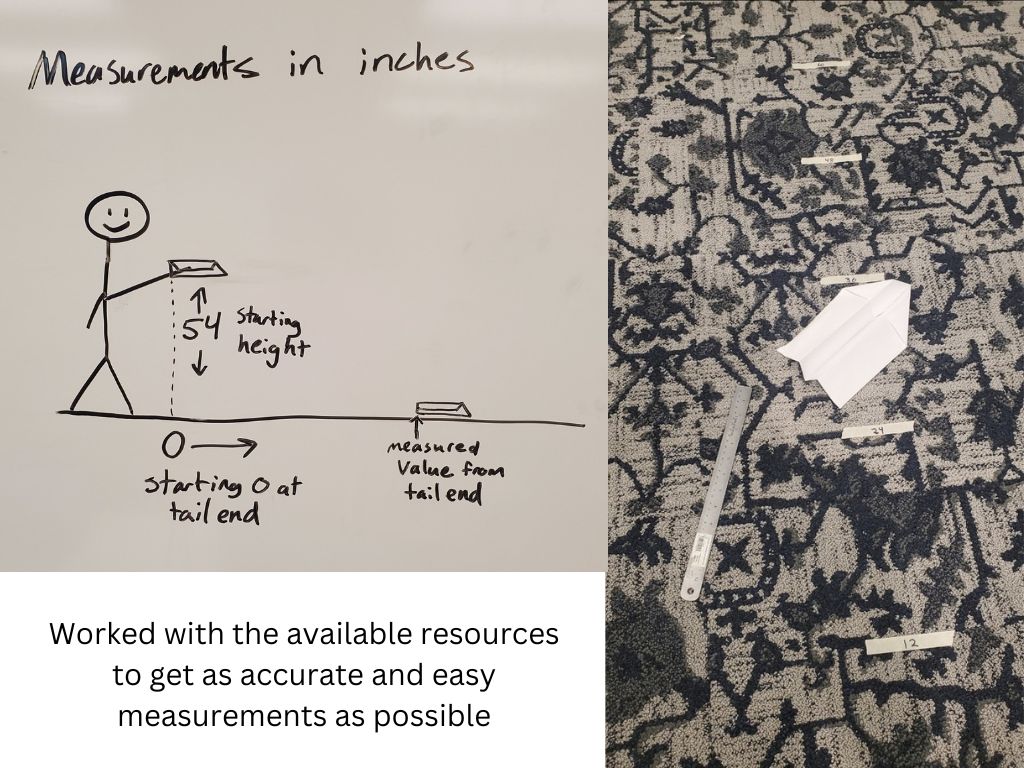 Measurements in inches
54
starting
height
0
starting 0 at
tail end
measured
value from
tail end
Worked with the available resources
to get as accurate and easy
measurements as possible
48
36
24
12